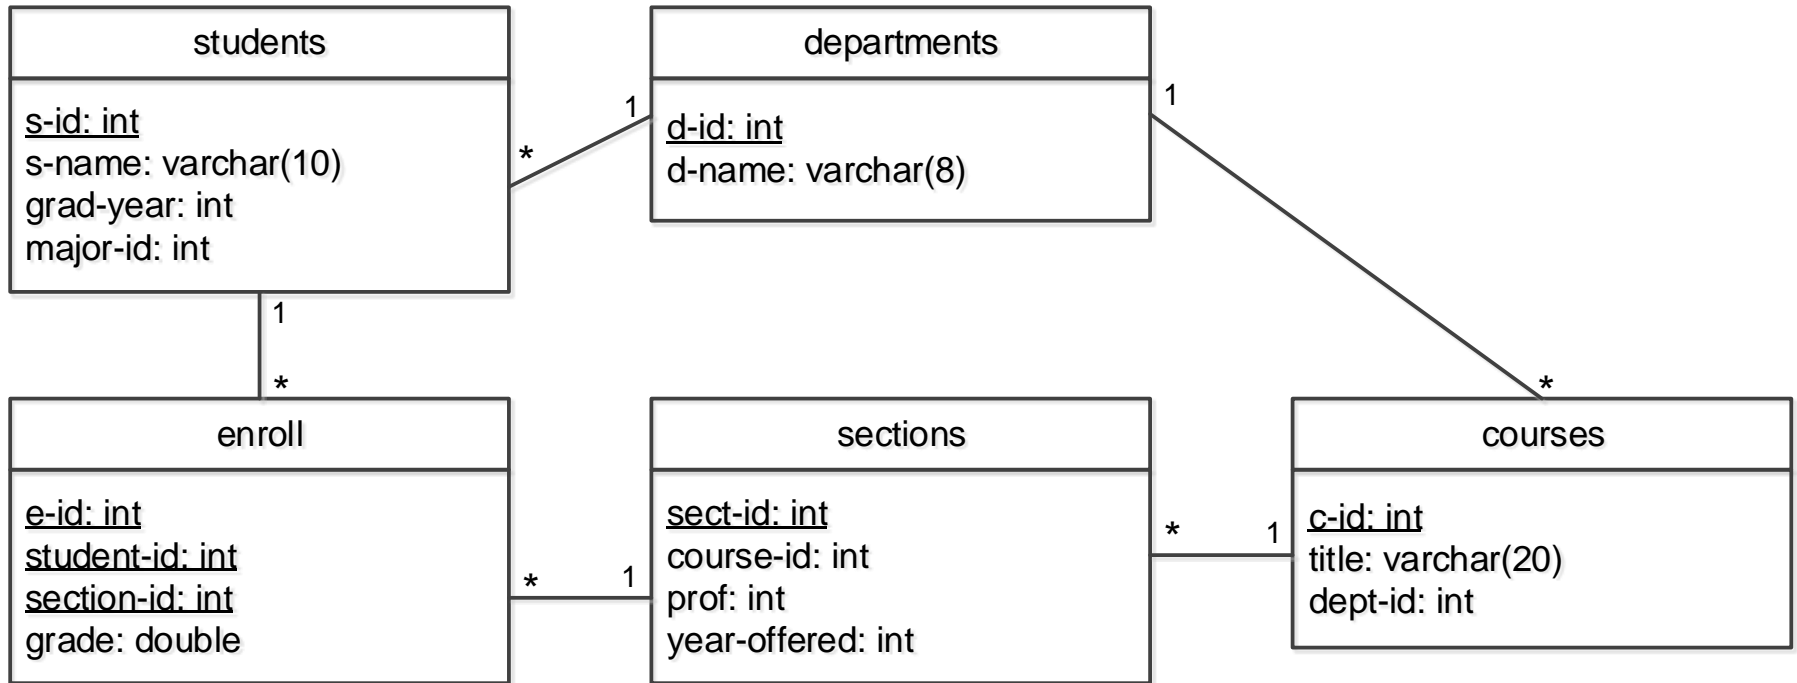 students
s-id: int
s-name: varchar(10)
grad-year: int
major-id: int
departments
d-id: int
d-name: varchar(8)
*
1
1
*
1
*
enroll
e-id: int
student-id: int
section-id: int
grade: double
*
1
sections
sect-id: int
course-id: int
prof: int
year-offered: int
*
1
courses
c-id: int
title: varchar(20)
dept-id: int